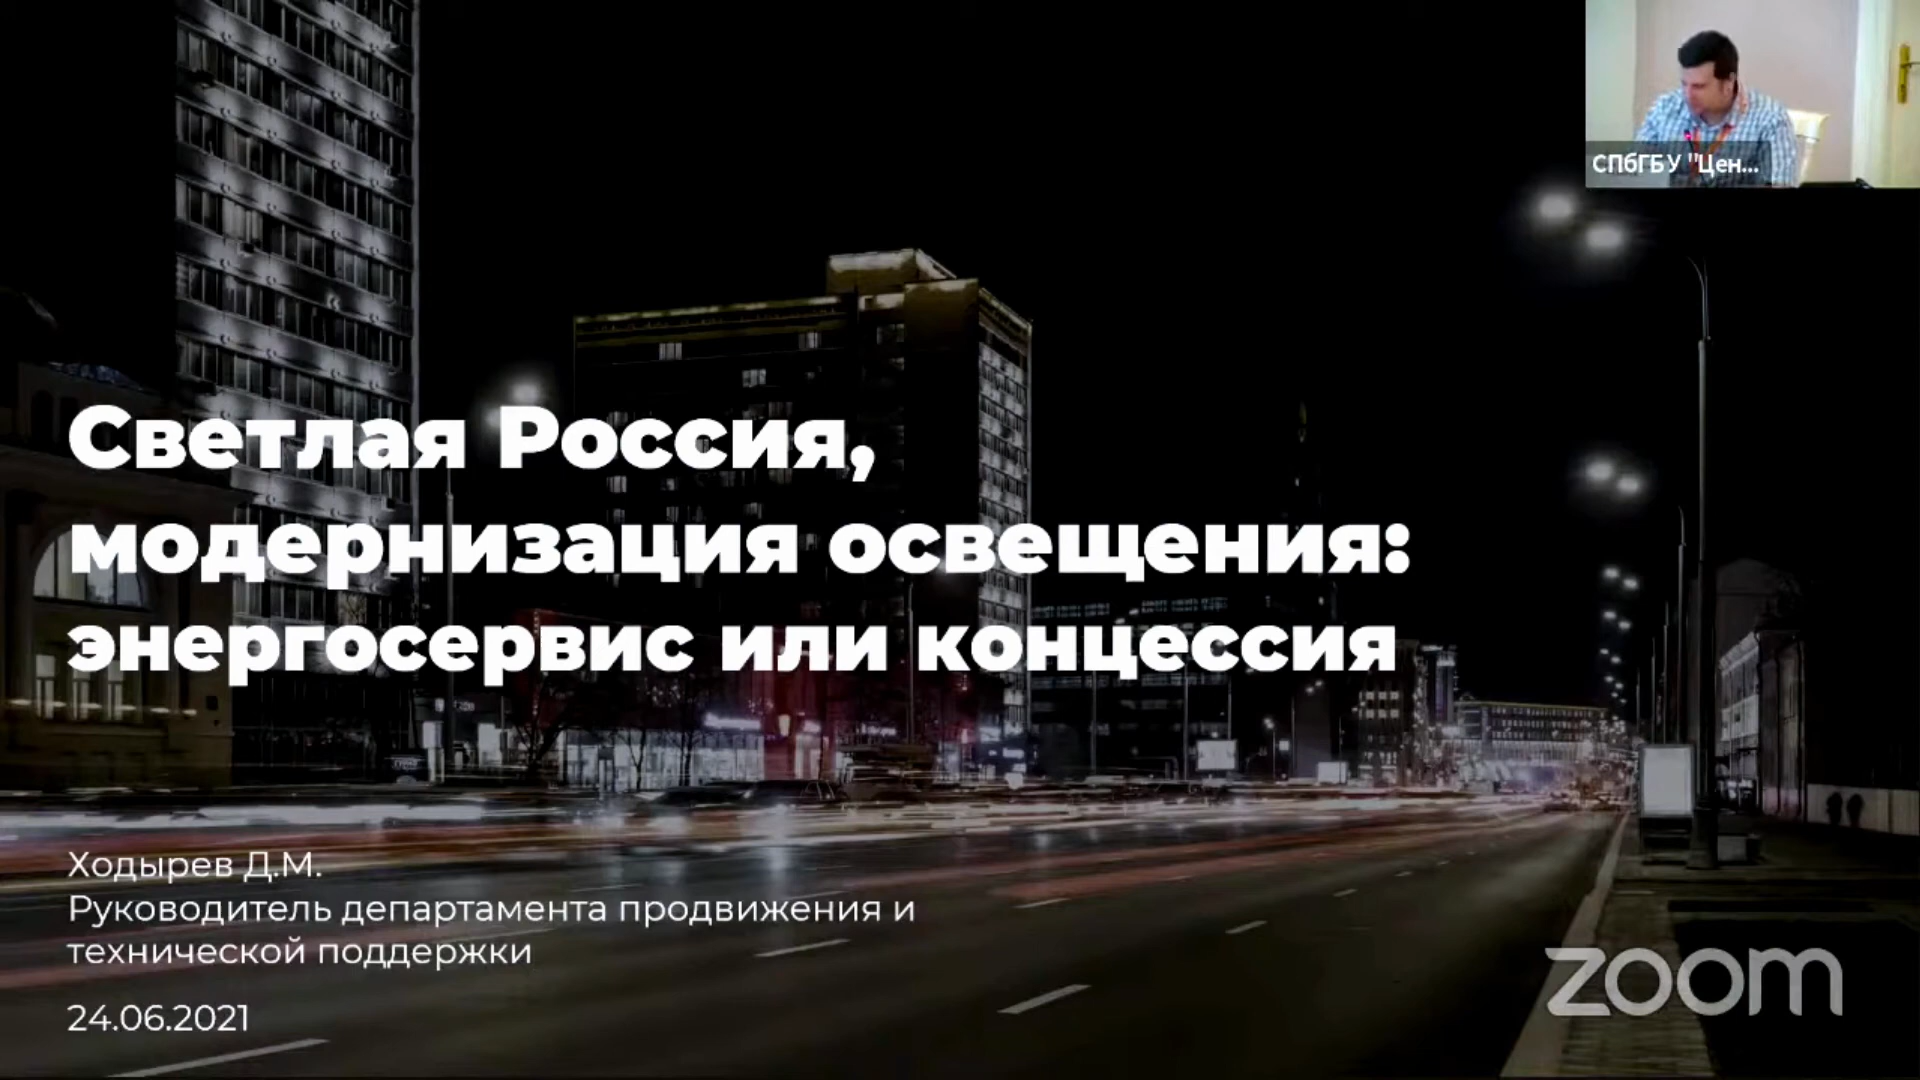 СПбГБУ "Цен...
Светлая Россия,
модернизация освещения:
энергосервис или концессия
Ходырев Д.М.
Руководитель департамента продвижения и
технической поддержки
24.06.2021
zoom